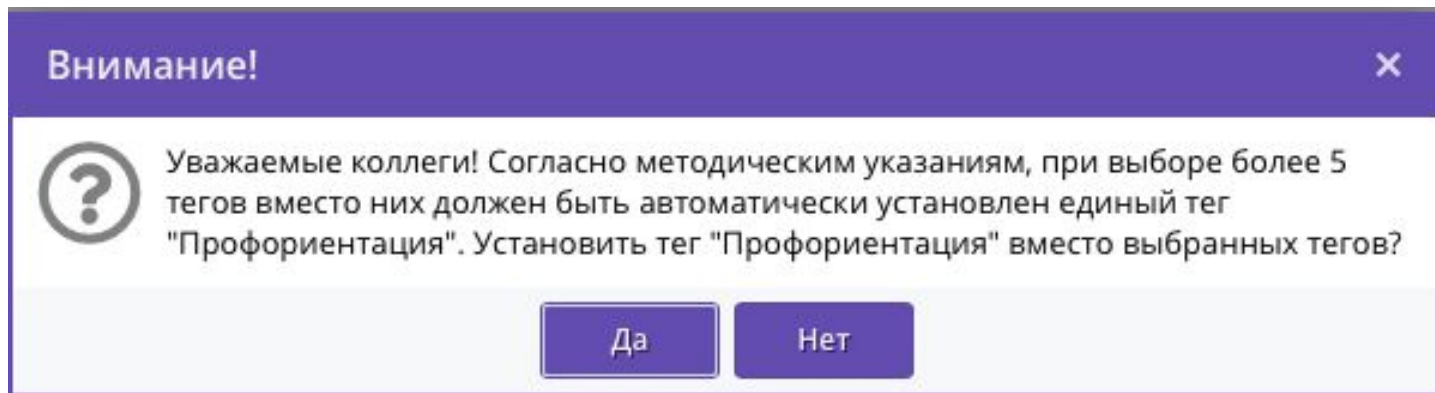 Внимание!
Уважаемые коллеги! Согласно методическим указаниям, при выборе более 5
тегов вместо них должен быть автоматически установлен единый тег
"Профориентация". Установить тег "Профориентация" вместо выбранных тегов?
Да Нет